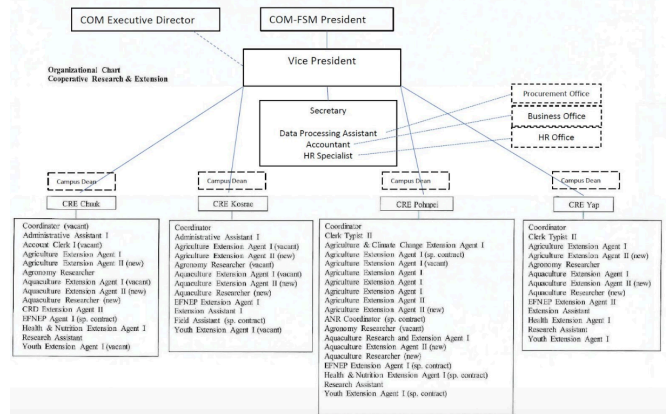 COM Executive Director
COM-FSM President
Vice President
Organizational Chart
Cooperative Research & Extension
Secretary
Data Processing Assistant
Accountant
HR Specialist
Procurement Office
Business Office
HR Office
Campus Dean
Campus Dean
Campus Dean
Campus Dean
CRE Chuuk
CRE Kosrae
CRE Pohnpei
CRE Yap
Coordinator (vacant)
Administrative Assistant I
Account Clerk I (vacant)
Agriculture Extension Agent I
Agriculture Extension Agent II (new)
Agronomy Researcher
Aquaculture Extension Agent I (vacant)
Aquaculture Extension Agent II (new)
Aquaculture Researcher (new)
CRD Extension Agent II
EFNEP Agent I (sp. contract)
Health & Nutrition Extension Agent I
Research Assistant
Youth Extension Agent I (vacant)
Coordinator
Administrative Assistant I
Agriculture Extension Agent I (vacant)
Agriculture Extension Agent II (new)
Agronomy Researcher (vacant)
Aquaculture Extension Agent I (vacant)
Aquaculture Extension Agent II (new)
Aquaculture Researcher (new)
EFNEP Extension Agent I
Extension Assistant I
Field Assistant (sp. contract)
Youth Extension Agent I (vacant)
Coordinator
Clerk Typist II
Agriculture & Climate Change Extension Agent I
Agriculture Extension Agent I (sp. contract)
Agriculture Extension Agent I (vacant)
Agriculture Extension Agent I
Agriculture Extension Agent I
Agriculture Extension Agent I
Agriculture Extension Agent II
Agriculture Extension Agent II (new)
ANR Coordinator (sp. contract)
Agronomy Researcher (vacant)
Aquaculture Research and Extension Agent I
Aquaculture Extension Agent II (new)
Aquaculture Researcher (new)
EFNEP Extension Agent I (sp. contract)
Health & Nutrition Extension Agent I (sp. contract)
Research Assistant
Youth Extension Agent I (sp. contract)
Coordinator
Clerk Typist II
Agriculture Extension Agent I
Agriculture Extension Agent II (new)
Agronomy Researcher
Aquaculture Extension Agent I
Aquaculture Extension Agent II (new)
Aquaculture Researcher (new)
EFNEP Extension Agent II
Extension Assistant
Health Extension Agent I
Research Assistant
Youth Extension Agent I